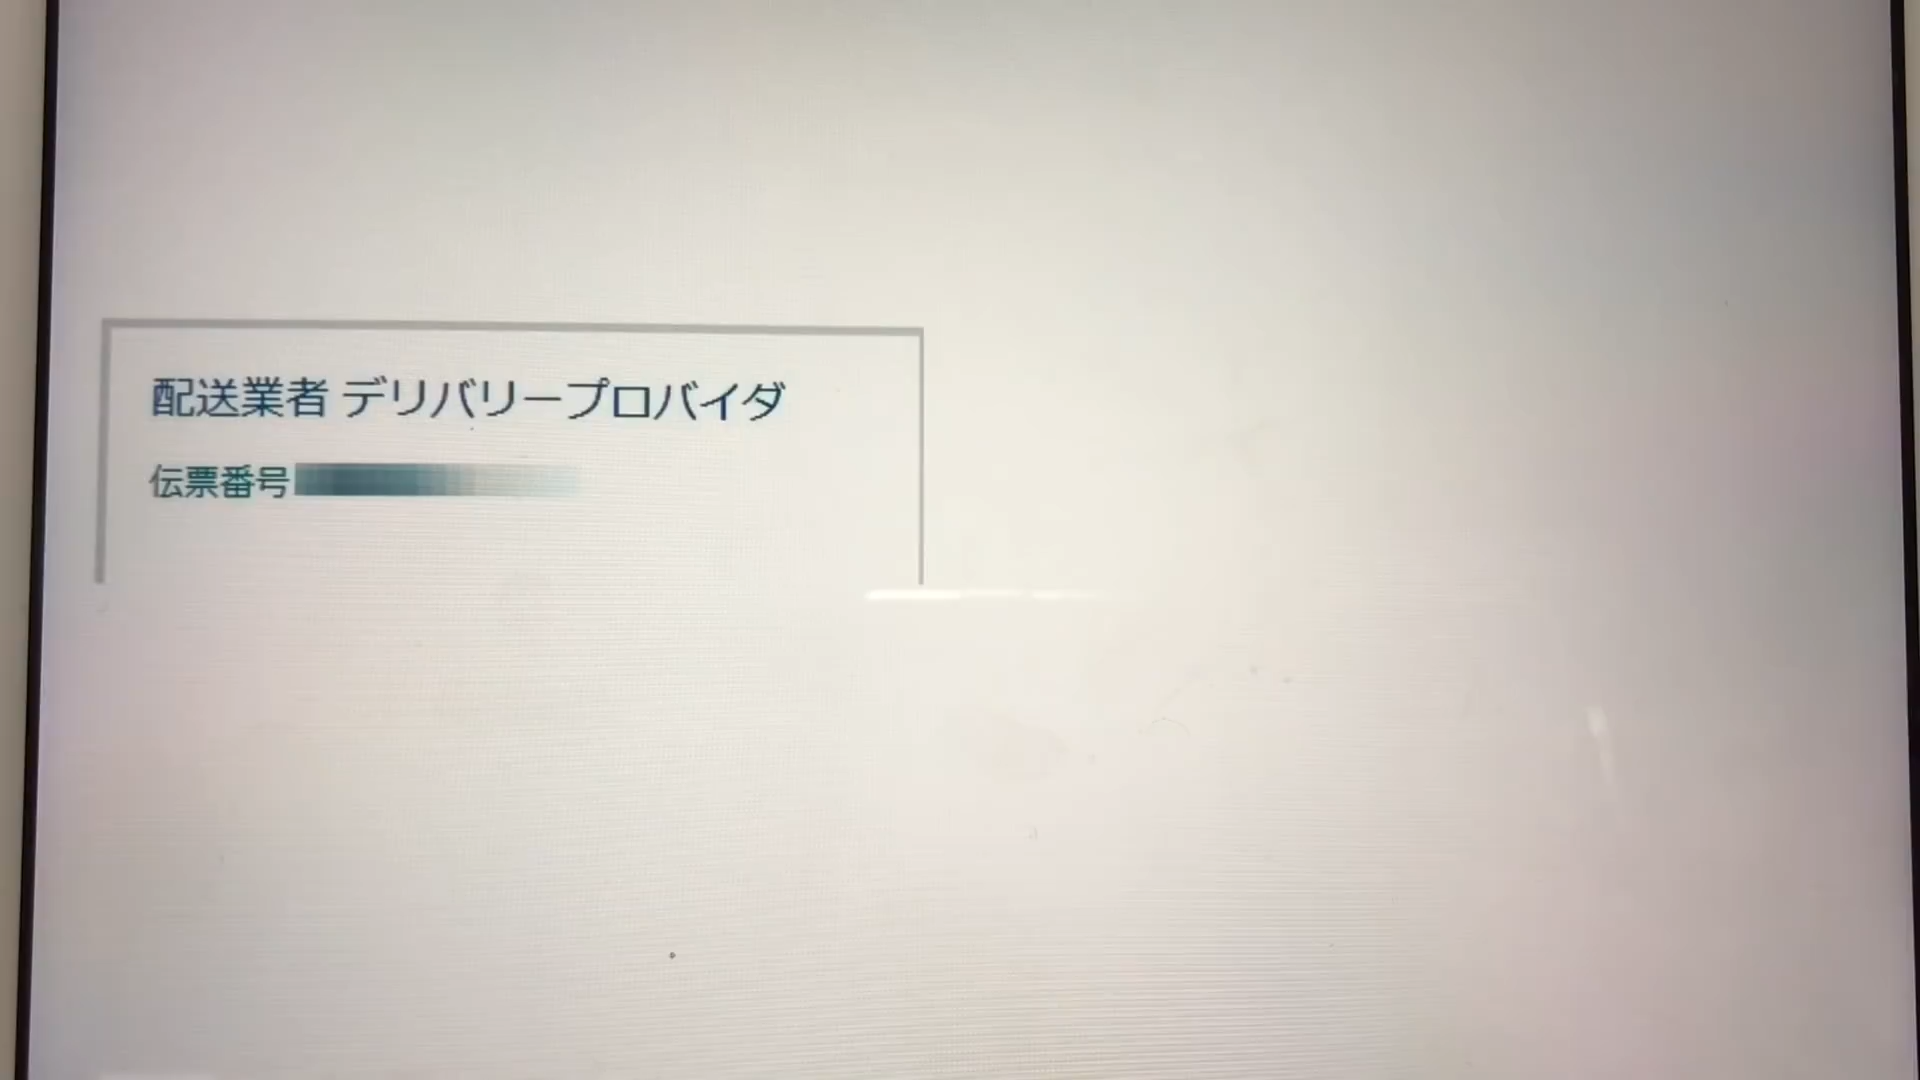 配送業者 デリバリープロバイダ
伝票番号